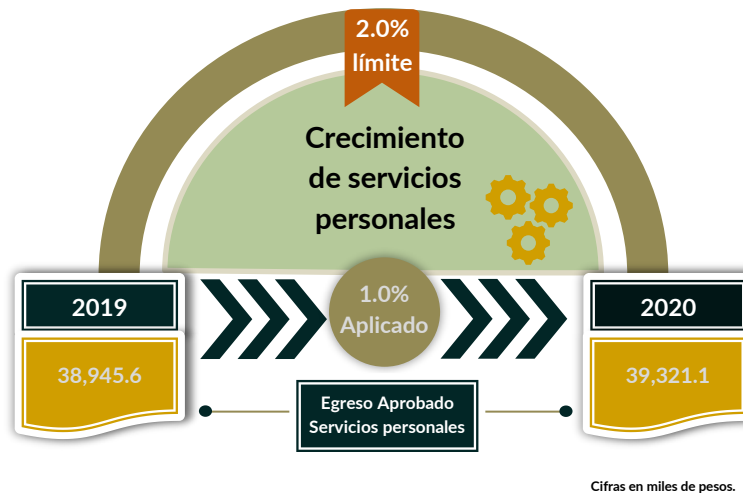 2.0%
límite
Crecimiento
de servicios
personales
2019
1.0%
Aplicado
2020
38,945.6
39,321.1
Egreso Aprobado
Servicios personales
Cifras en miles de pesos.